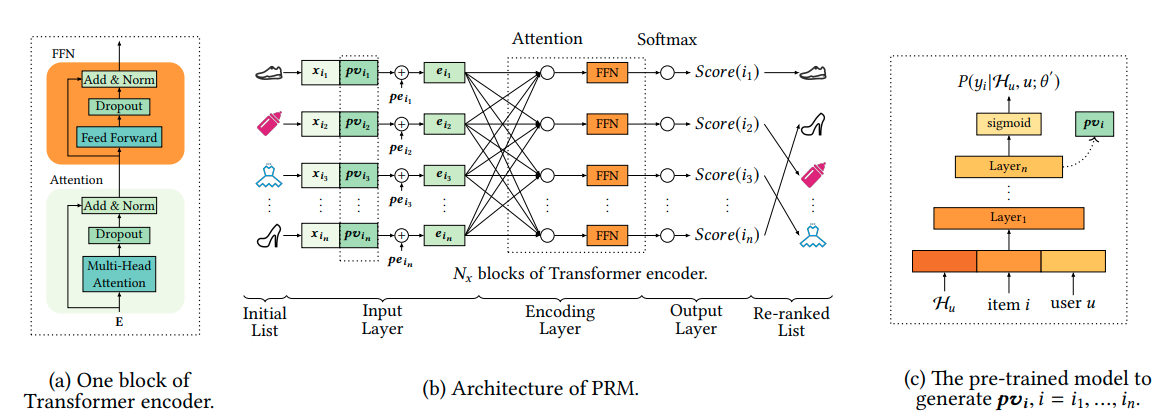 FFN
Add & Norm
Dropout
Feed Forward
Attention
Add & Norm
Dropout
Multi-Head
Attention
E
(a) One block of
Transformer encoder.
Attention Softmax
x_{i_1} pv_{i_1} + e_{i_1} FFN Score(i_1)
pe_{i_1}
x_{i_2} pv_{i_2} + e_{i_2} FFN Score(i_2)
pe_{i_2}
x_{i_3} pv_{i_3} + e_{i_3} FFN Score(i_3)
pe_{i_3}
x_{i_n} pv_{i_n} + e_{i_n} FFN Score(i_n)
pe_{i_n}
N_x blocks of Transformer encoder.
Initial
List
Input
Layer
Encoding
Layer
Output
Layer
Re-ranked
List
(b) Architecture of PRM.
P(y_i|ℋ_u, u; θ′)
sigmoid
pv_i
Layer_n
Layer_1
ℋ_u item i user u
(c) The pre-trained model to
generate pv_i, i = i_1, ..., i_n.